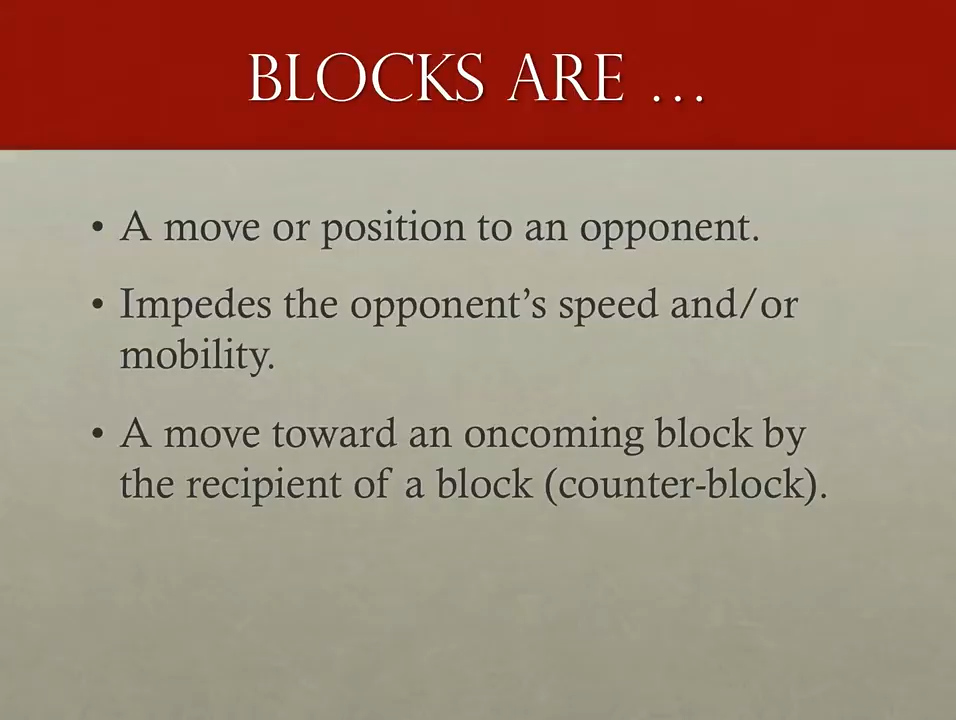 BLOCKS ARE ...
• A move or position to an opponent.
• Impedes the opponent’s speed and/or
mobility.
• A move toward an oncoming block by
the recipient of a block (counter-block).